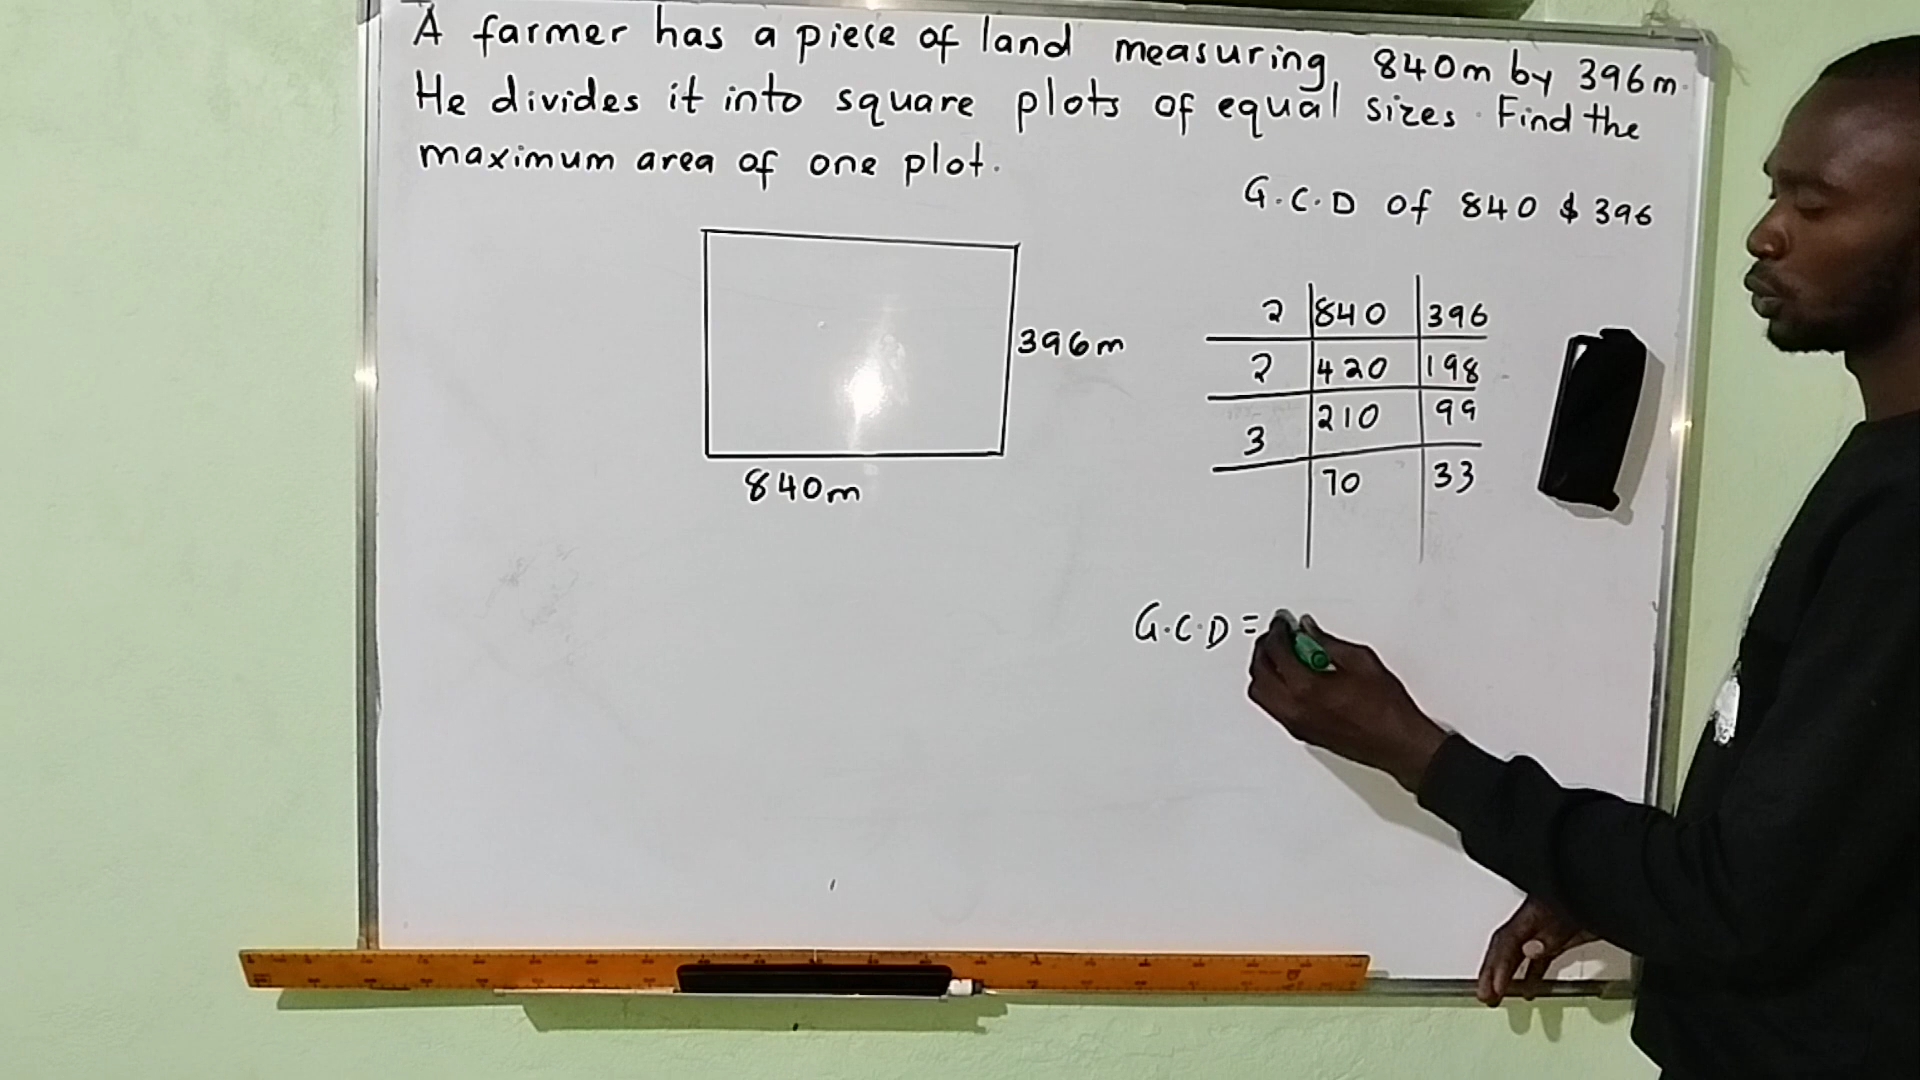 A farmer has a piece of land measuring 840m by 396m.
He divides it into square plots of equal sizes. Find the
maximum area of one plot.
G.C.D of 840 & 396
396m
840m
2 840 396
2 420 198
3 210 99
70 33
G.C.D =